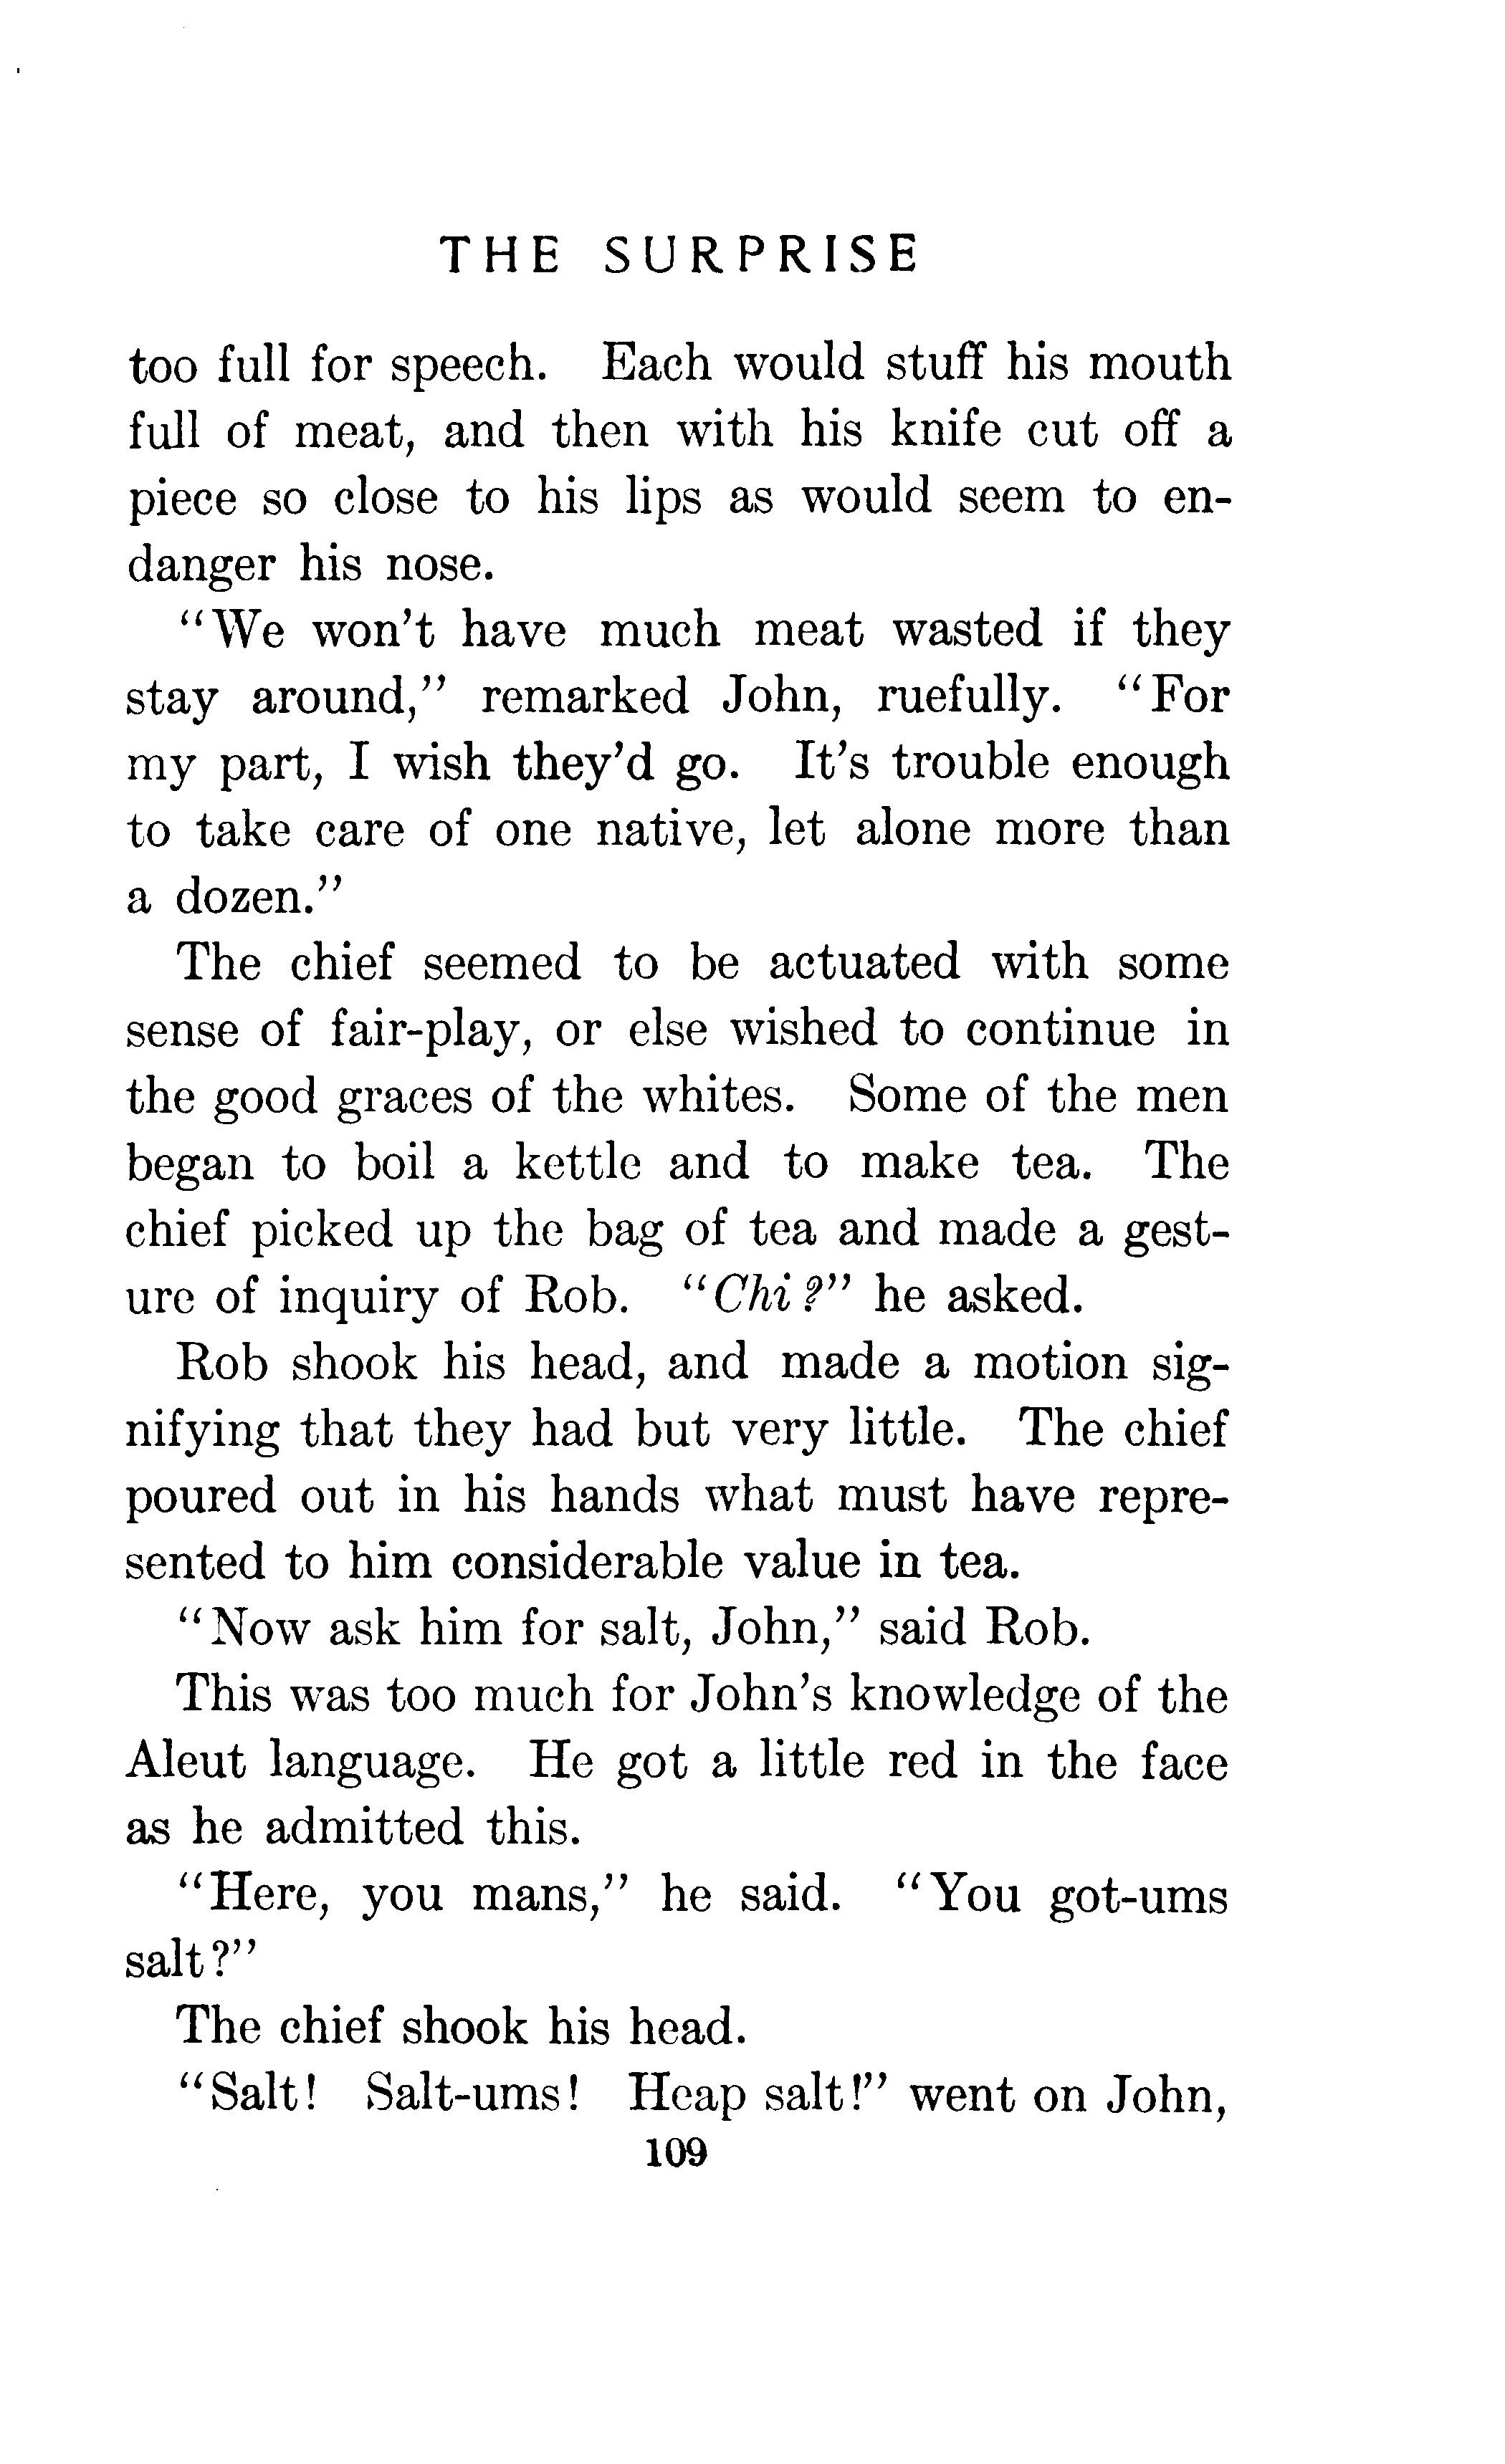 THE SURPRISE
too full for speech. Each would stuff his mouth
full of meat, and then with his knife cut off a
piece so close to his lips as would seem to en-
danger his nose.
"We won't have much meat wasted if they
stay around," remarked John, ruefully. "For
my part, I wish they'd go. It's trouble enough
to take care of one native, let alone more than
a dozen."
The chief seemed to be actuated with some
sense of fair-play, or else wished to continue in
the good graces of the whites. Some of the men
began to boil a kettle and to make tea. The
chief picked up the bag of tea and made a gest-
ure of inquiry of Rob. "Chi?" he asked.
Rob shook his head, and made a motion sig-
nifying that they had but very little. The chief
poured out in his hands what must have repre-
sented to him considerable value in tea.
"Now ask him for salt, John," said Rob.
This was too much for John's knowledge of the
Aleut language. He got a little red in the face
as he admitted this.
"Here, you mans," he said. "You got-ums
salt?"
The chief shook his head.
"Salt! Salt-ums! Heap salt!" went on John,
109